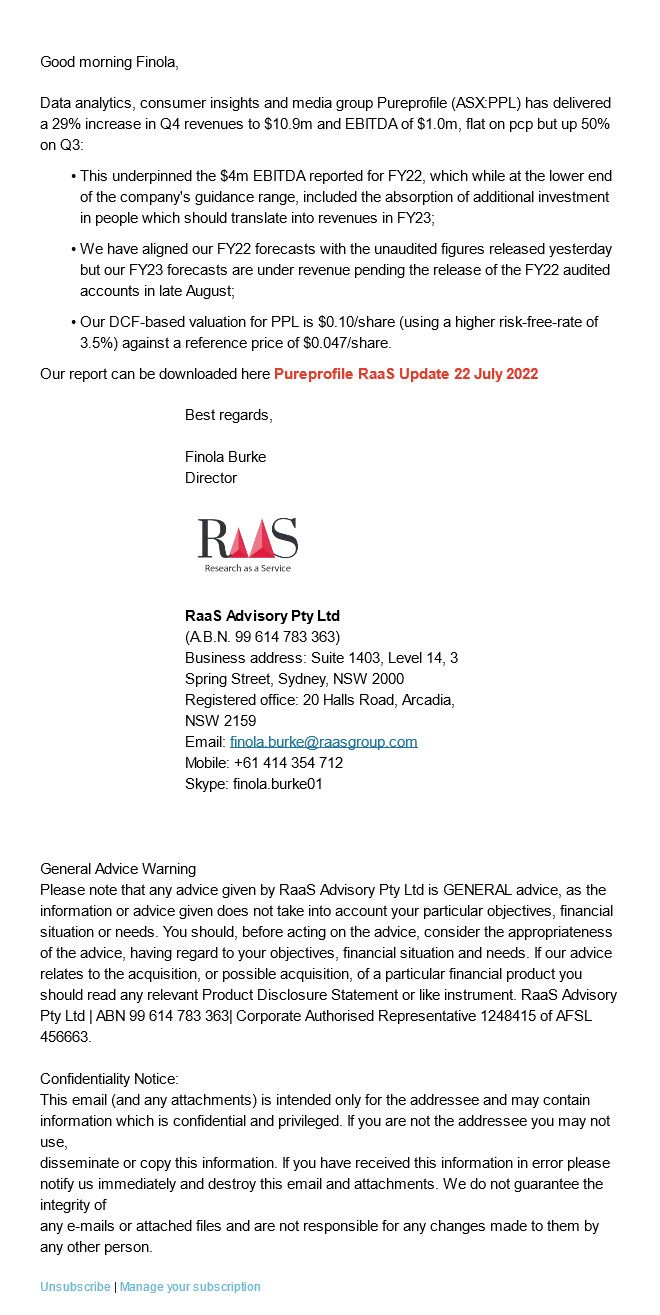 Good morning Finola,
Data analytics, consumer insights and media group Pureprofile (ASX:PPL) has delivered
a 29% increase in Q4 revenues to $10.9m and EBITDA of $1.0m, flat on pcp but up 50%
on Q3:
• This underpinned the $4m EBITDA reported for FY22, which while at the lower end
of the company's guidance range, included the absorption of additional investment
in people which should translate into revenues in FY23;
• We have aligned our FY22 forecasts with the unaudited figures released yesterday
but our FY23 forecasts are under revenue pending the release of the FY22 audited
accounts in late August;
• Our DCF-based valuation for PPL is $0.10/share (using a higher risk-free-rate of
3.5%) against a reference price of $0.047/share.
Our report can be downloaded here Pureprofile RaaS Update 22 July 2022
Best regards,
Finola Burke
Director
RAAS
Research as a Service
RaaS Advisory Pty Ltd
(A.B.N. 99 614 783 363)
Business address: Suite 1403, Level 14, 3
Spring Street, Sydney, NSW 2000
Registered office: 20 Halls Road, Arcadia,
NSW 2159
Email: finola.burke@raasgroup.com
Mobile: +61 414 354 712
Skype: finola.burke01
General Advice Warning
Please note that any advice given by RaaS Advisory Pty Ltd is GENERAL advice, as the
information or advice given does not take into account your particular objectives, financial
situation or needs. You should, before acting on the advice, consider the appropriateness
of the advice, having regard to your objectives, financial situation and needs. If our advice
relates to the acquisition, or possible acquisition, of a particular financial product you
should read any relevant Product Disclosure Statement or like instrument. RaaS Advisory
Pty Ltd | ABN 99 614 783 363| Corporate Authorised Representative 1248415 of AFSL
456663.
Confidentiality Notice:
This email (and any attachments) is intended only for the addressee and may contain
information which is confidential and privileged. If you are not the addressee you may not
use,
disseminate or copy this information. If you have received this information in error please
notify us immediately and destroy this email and attachments. We do not guarantee the
integrity of
any e-mails or attached files and are not responsible for any changes made to them by
any other person.
Unsubscribe | Manage your subscription